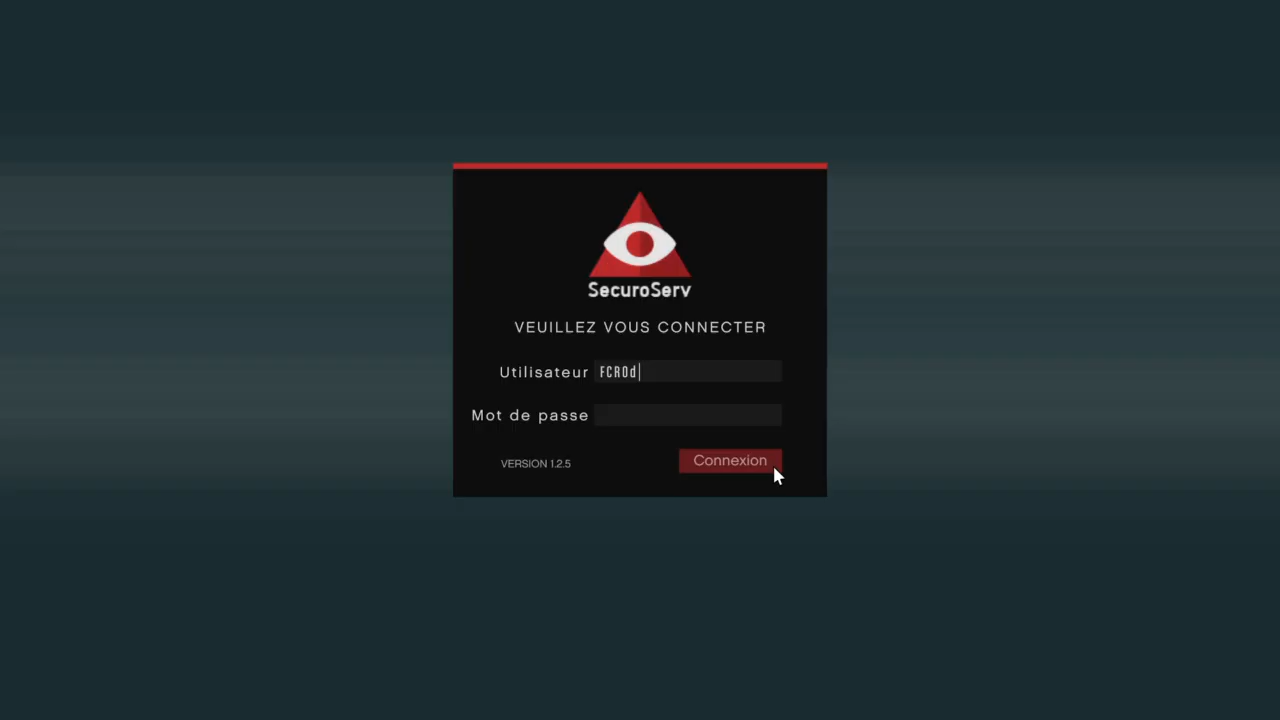 SecuroServ
VEUILLEZ VOUS CONNECTER
Utilisateur FCR0d
Mot de passe
VERSION 1.2.5 Connexion